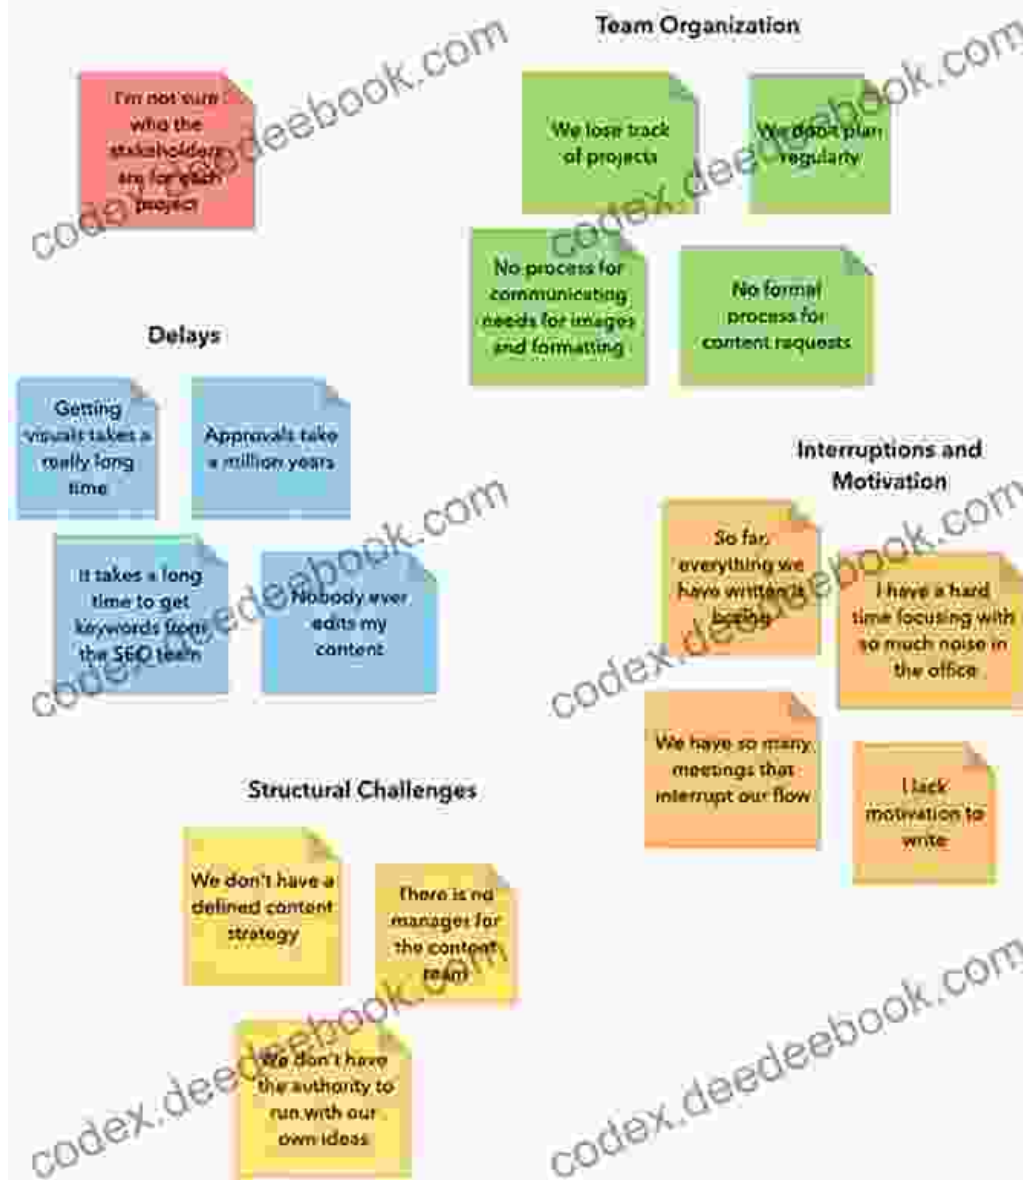 Team Organization
I'm not sure
who the
stakeholders
are for each
project
We lose track
of projects
We don't plan
regularly
No process for
communicating
needs for images
and formatting
No formal
process for
content requests
Delays
Getting
visuals takes a
really long
time
Approvals take
a million years
It takes a long
time to get
keywords from
the SEO team
Nobody ever
edits my
content
Interruptions and
Motivation
So far,
everything we
have written is
boring
I have a hard
time focusing with
so much noise in
the office
We have so many
meetings that
interrupt our flow
I lack
motivation to
write
Structural Challenges
We don't have a
defined content
strategy
There is no
manager for
the content
team
We don't have
the authority to
run with our
own ideas
codex.deedeebook.com
codex.deedeebook.com
codex.deedeebook.com
codex.deedeebook.com
codex.deedeebook.com
codex.deedeebook.com